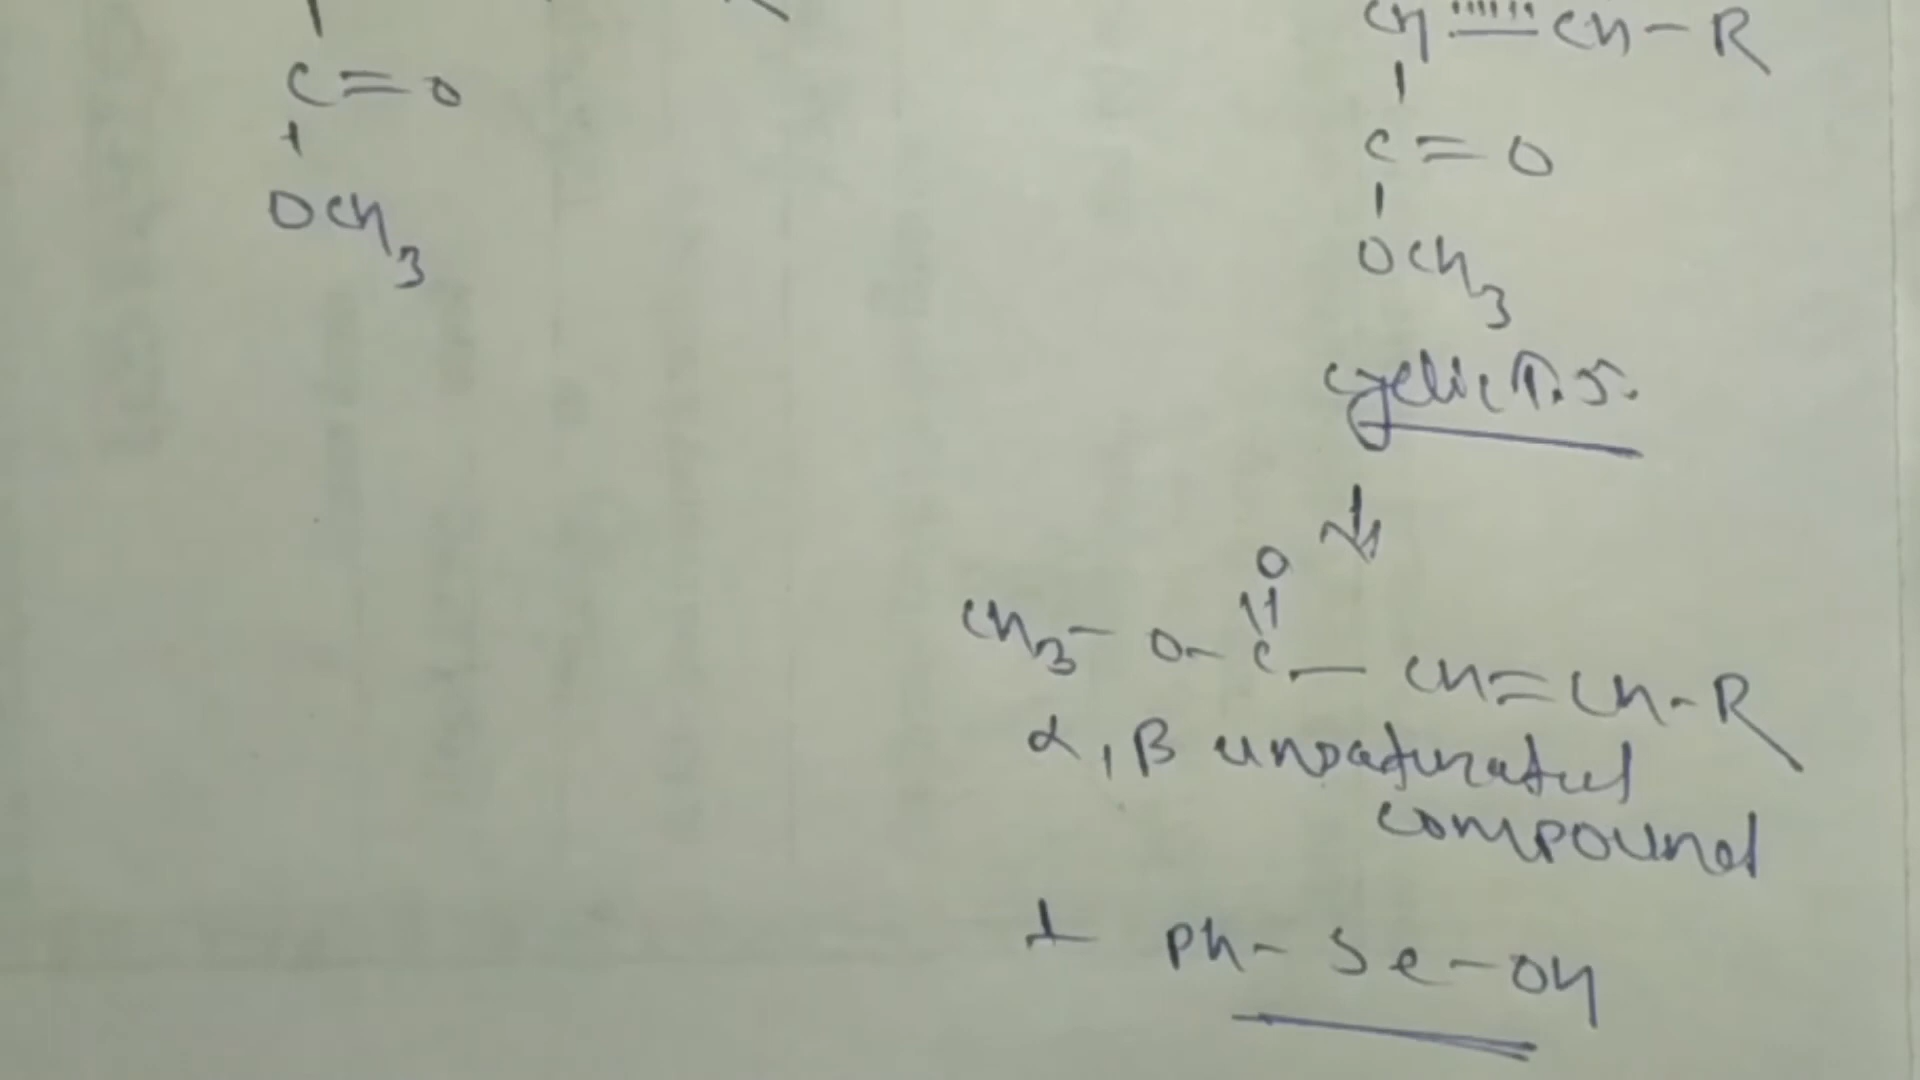 C=O
OCH3
CH CH-R
C=O
OCH3
cyclic T.S.
O
CH3-O-C-CH=CH-R
α,β unsaturated
compound
+ Ph-Se-OH